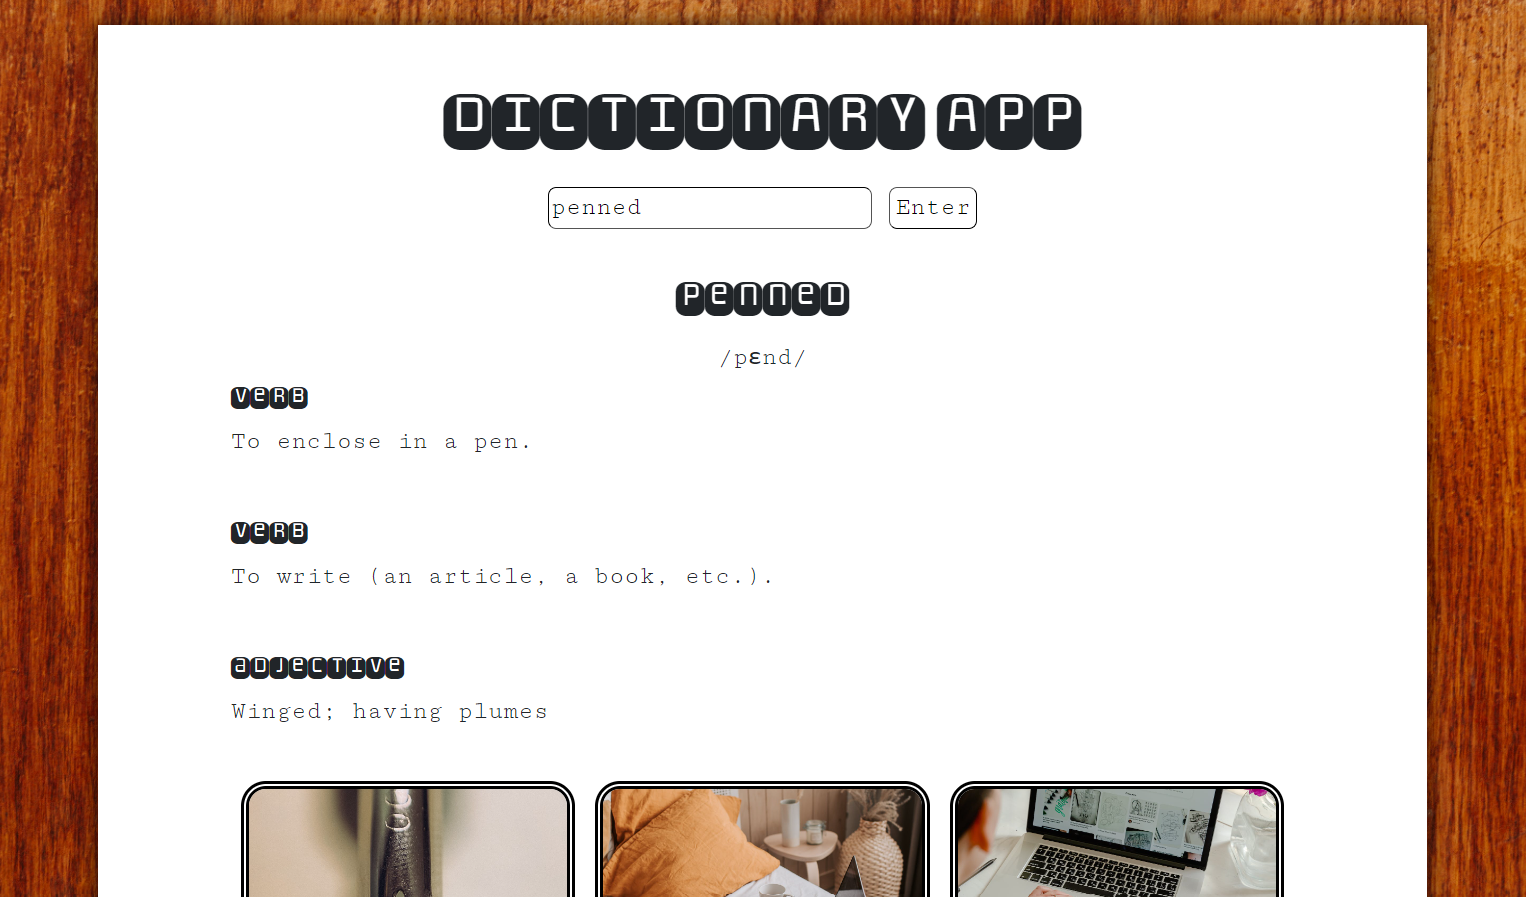 DICTIONARY APP
penned
Enter
penned
/pɛnd/
verb
To enclose in a pen.
verb
To write (an article, a book, etc.).
adjective
Winged; having plumes